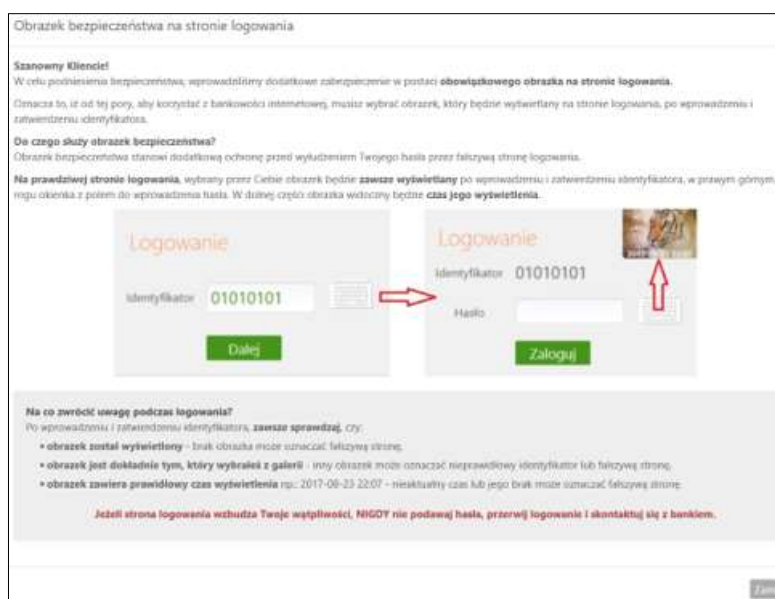 Obrazek bezpieczeństwa na stronie logowania
Szanowny Kliencie!
W celu podniesienia bezpieczeństwa, wprowadziliśmy dodatkowe zabezpieczenie w postaci obowiązkowego obrazka na stronie logowania.
Oznacza to, iż od tej pory, aby korzystać z bankowości internetowej, musisz wybrać obrazek, który będzie wyświetlany na stronie logowania, po wprowadzeniu i
zatwierdzeniu identyfikatora.
Do czego służy obrazek bezpieczeństwa?
Obrazek bezpieczeństwa stanowi dodatkową ochronę przed wyłudzeniem Twojego hasła przez fałszywą stronę logowania.
Na prawdziwej stronie logowania, wybrany przez Ciebie obrazek będzie zawsze wyświetlany po wprowadzeniu i zatwierdzeniu identyfikatora, w prawym górnym
rogu okienka z polem do wprowadzenia hasła. W dolnej części obrazka widoczny będzie czas jego wyświetlenia.
Logowanie
Identyfikator 01010101
Dalej
Logowanie
Identyfikator 01010101
Hasło
Zaloguj
Na co zwrócić uwagę podczas logowania?
Po wprowadzeniu i zatwierdzeniu identyfikatora, zawsze sprawdzaj, czy:
• obrazek został wyświetlony - brak obrazka może oznaczać fałszywą stronę,
• obrazek jest dokładnie tym, który wybrałeś z galerii - inny obrazek może oznaczać nieprawidłowy identyfikator lub fałszywą stronę,
• obrazek zawiera prawidłowy czas wyświetlenia np.: 2017-08-23 22:07 - nieaktualny czas lub jego brak może oznaczać fałszywą stronę.
Jeżeli strona logowania wzbudza Twoje wątpliwości, NIGDY nie podawaj hasła, przerwij logowanie i skontaktuj się z bankiem.